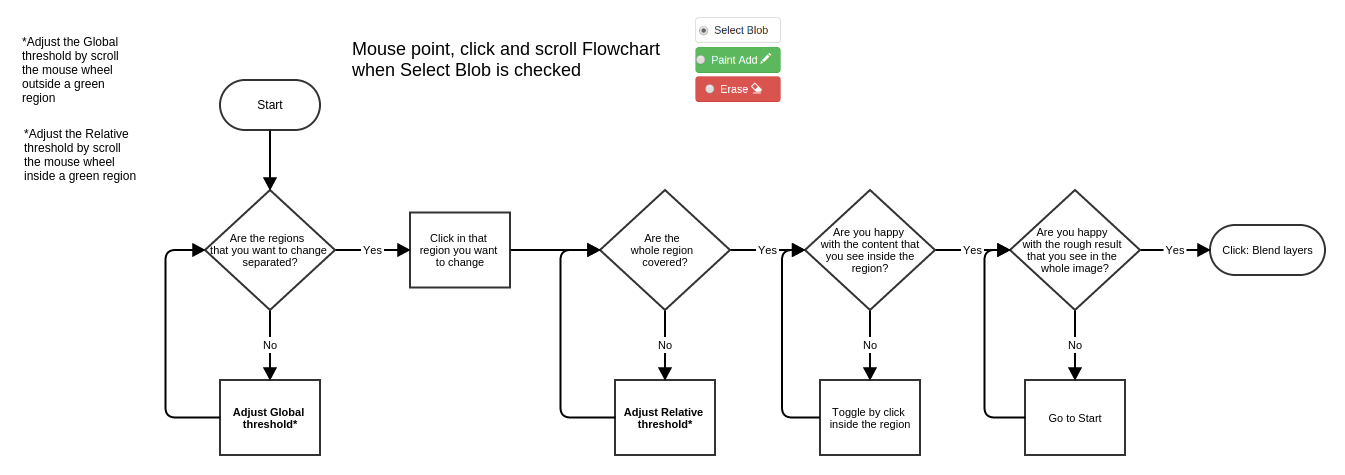 *Adjust the Global
threshold by scroll
the mouse wheel
outside a green
region
*Adjust the Relative
threshold by scroll
the mouse wheel
inside a green region
Mouse point, click and scroll Flowchart
when Select Blob is checked
Select Blob
Paint Add
Erase
Start
Are the regions
that you want to change
separated?
Yes
Click in that
region you want
to change
Are the
whole region
covered?
Yes
Are you happy
with the content that
you see inside the
region?
Yes
Are you happy
with the rough result
that you see in the
whole image?
Yes
Click: Blend layers
No
No
No
No
Adjust Global
threshold*
Adjust Relative
threshold*
Toggle by click
inside the region
Go to Start